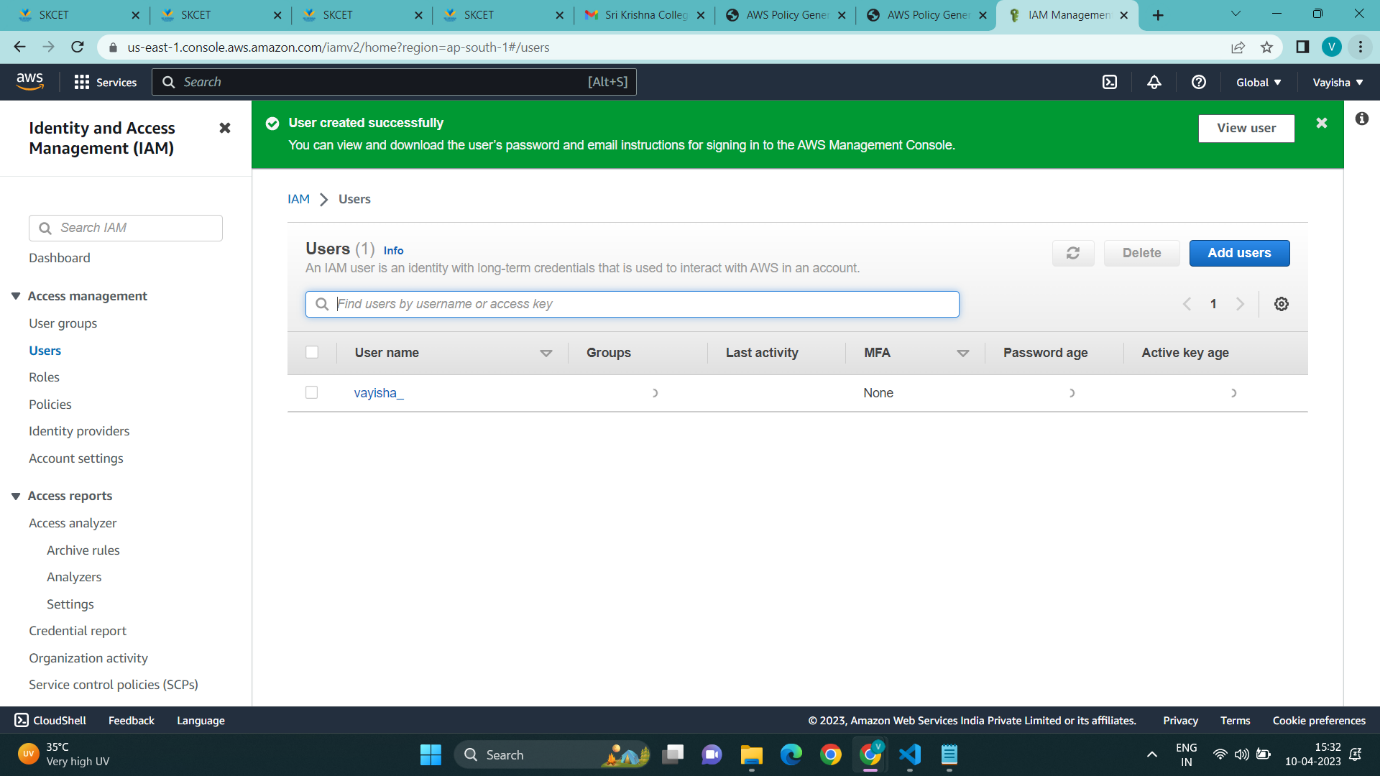 SKCET
SKCET
SKCET
SKCET
Sri Krishna Colleg
AWS Policy Gene
AWS Policy Gene
IAM Management
us-east-1.console.aws.amazon.com/iamv2/home?region=ap-south-1#/users
V
aws
Services
Search
[Alt+S]
Global
Vayisha
Identity and Access
Management (IAM)
User created successfully
You can view and download the user's password and email instructions for signing in to the AWS Management Console.
View user
Search IAM
Dashboard
Access management
User groups
Users
Roles
Policies
Identity providers
Account settings
Access reports
Access analyzer
Archive rules
Analyzers
Settings
Credential report
Organization activity
Service control policies (SCPs)
IAM > Users
Users (1) Info
An IAM user is an identity with long-term credentials that is used to interact with AWS in an account.
Delete
Add users
Find users by username or access key
1
User name Groups Last activity MFA Password age Active key age
vayisha_ None
CloudShell Feedback Language
© 2023, Amazon Web Services India Private Limited or its affiliates. Privacy Terms Cookie preferences
UV
35°C
Very high UV
Search
V
ENG
IN
15:32
10-04-2023